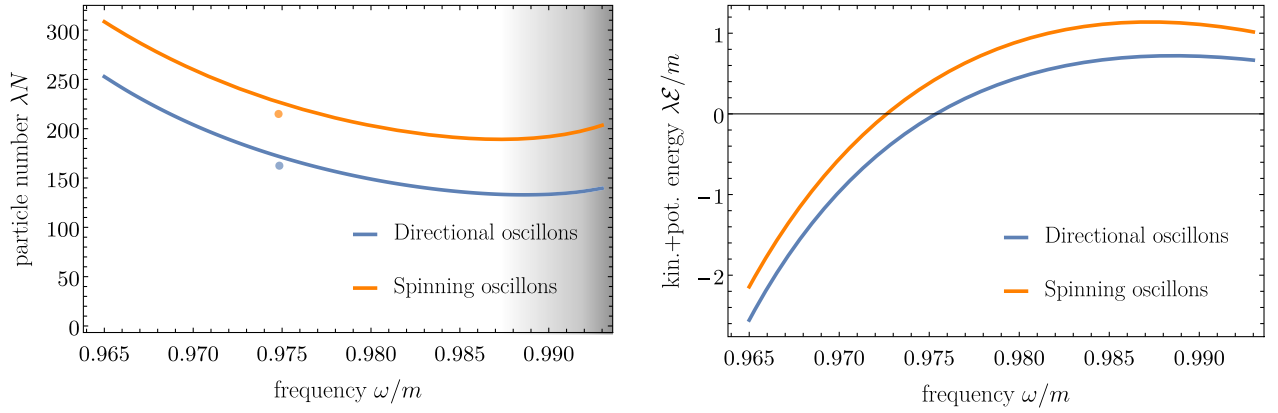 particle number λN
300
250
200
150
100
50
0
Directional oscillons
Spinning oscillons
0.965 0.970 0.975 0.980 0.985 0.990
frequency ω/m
kin.+pot. energy λℰ/m
1
0
−1
−2
Directional oscillons
Spinning oscillons
0.965 0.970 0.975 0.980 0.985 0.990
frequency ω/m